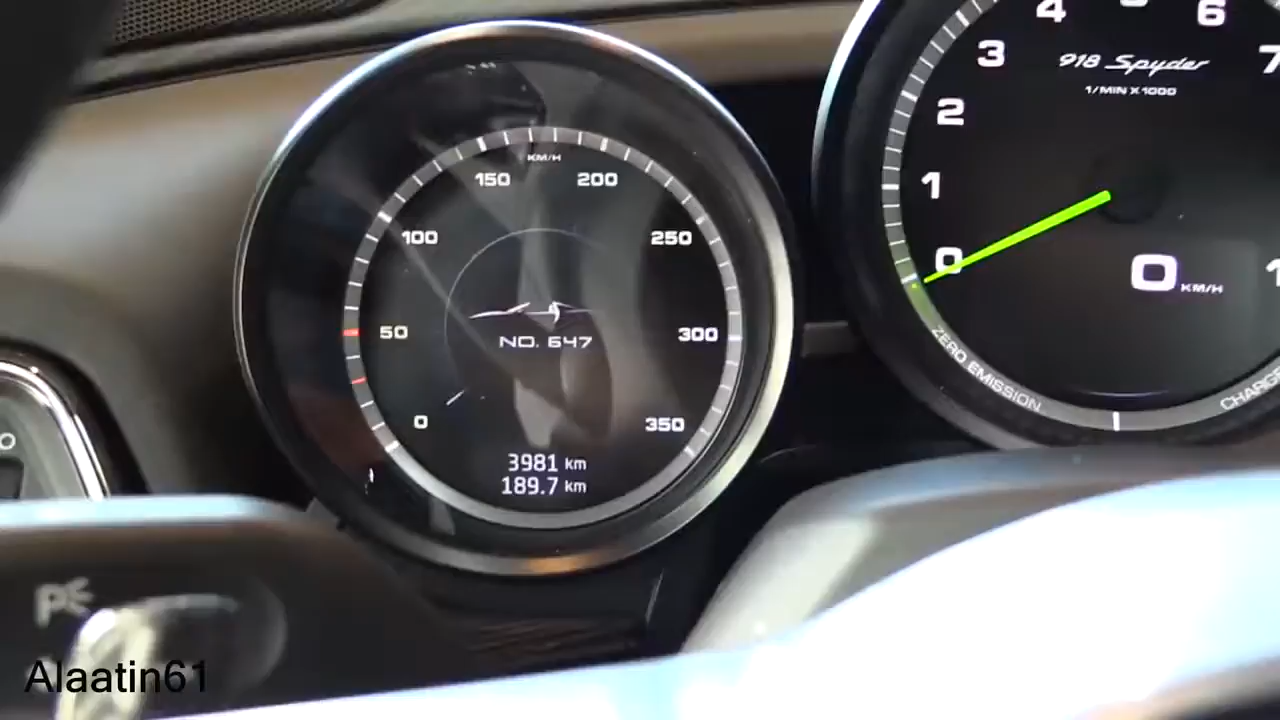 KM/H
150 200
100 250
50 300
0 350
NO. 647
3981 km
189.7 km
4 6
3 7
2
1
0
918 Spyder
1/MIN X 1000
0 KM/H
ZERO EMISSION
CHARGE
P
Alaatin61